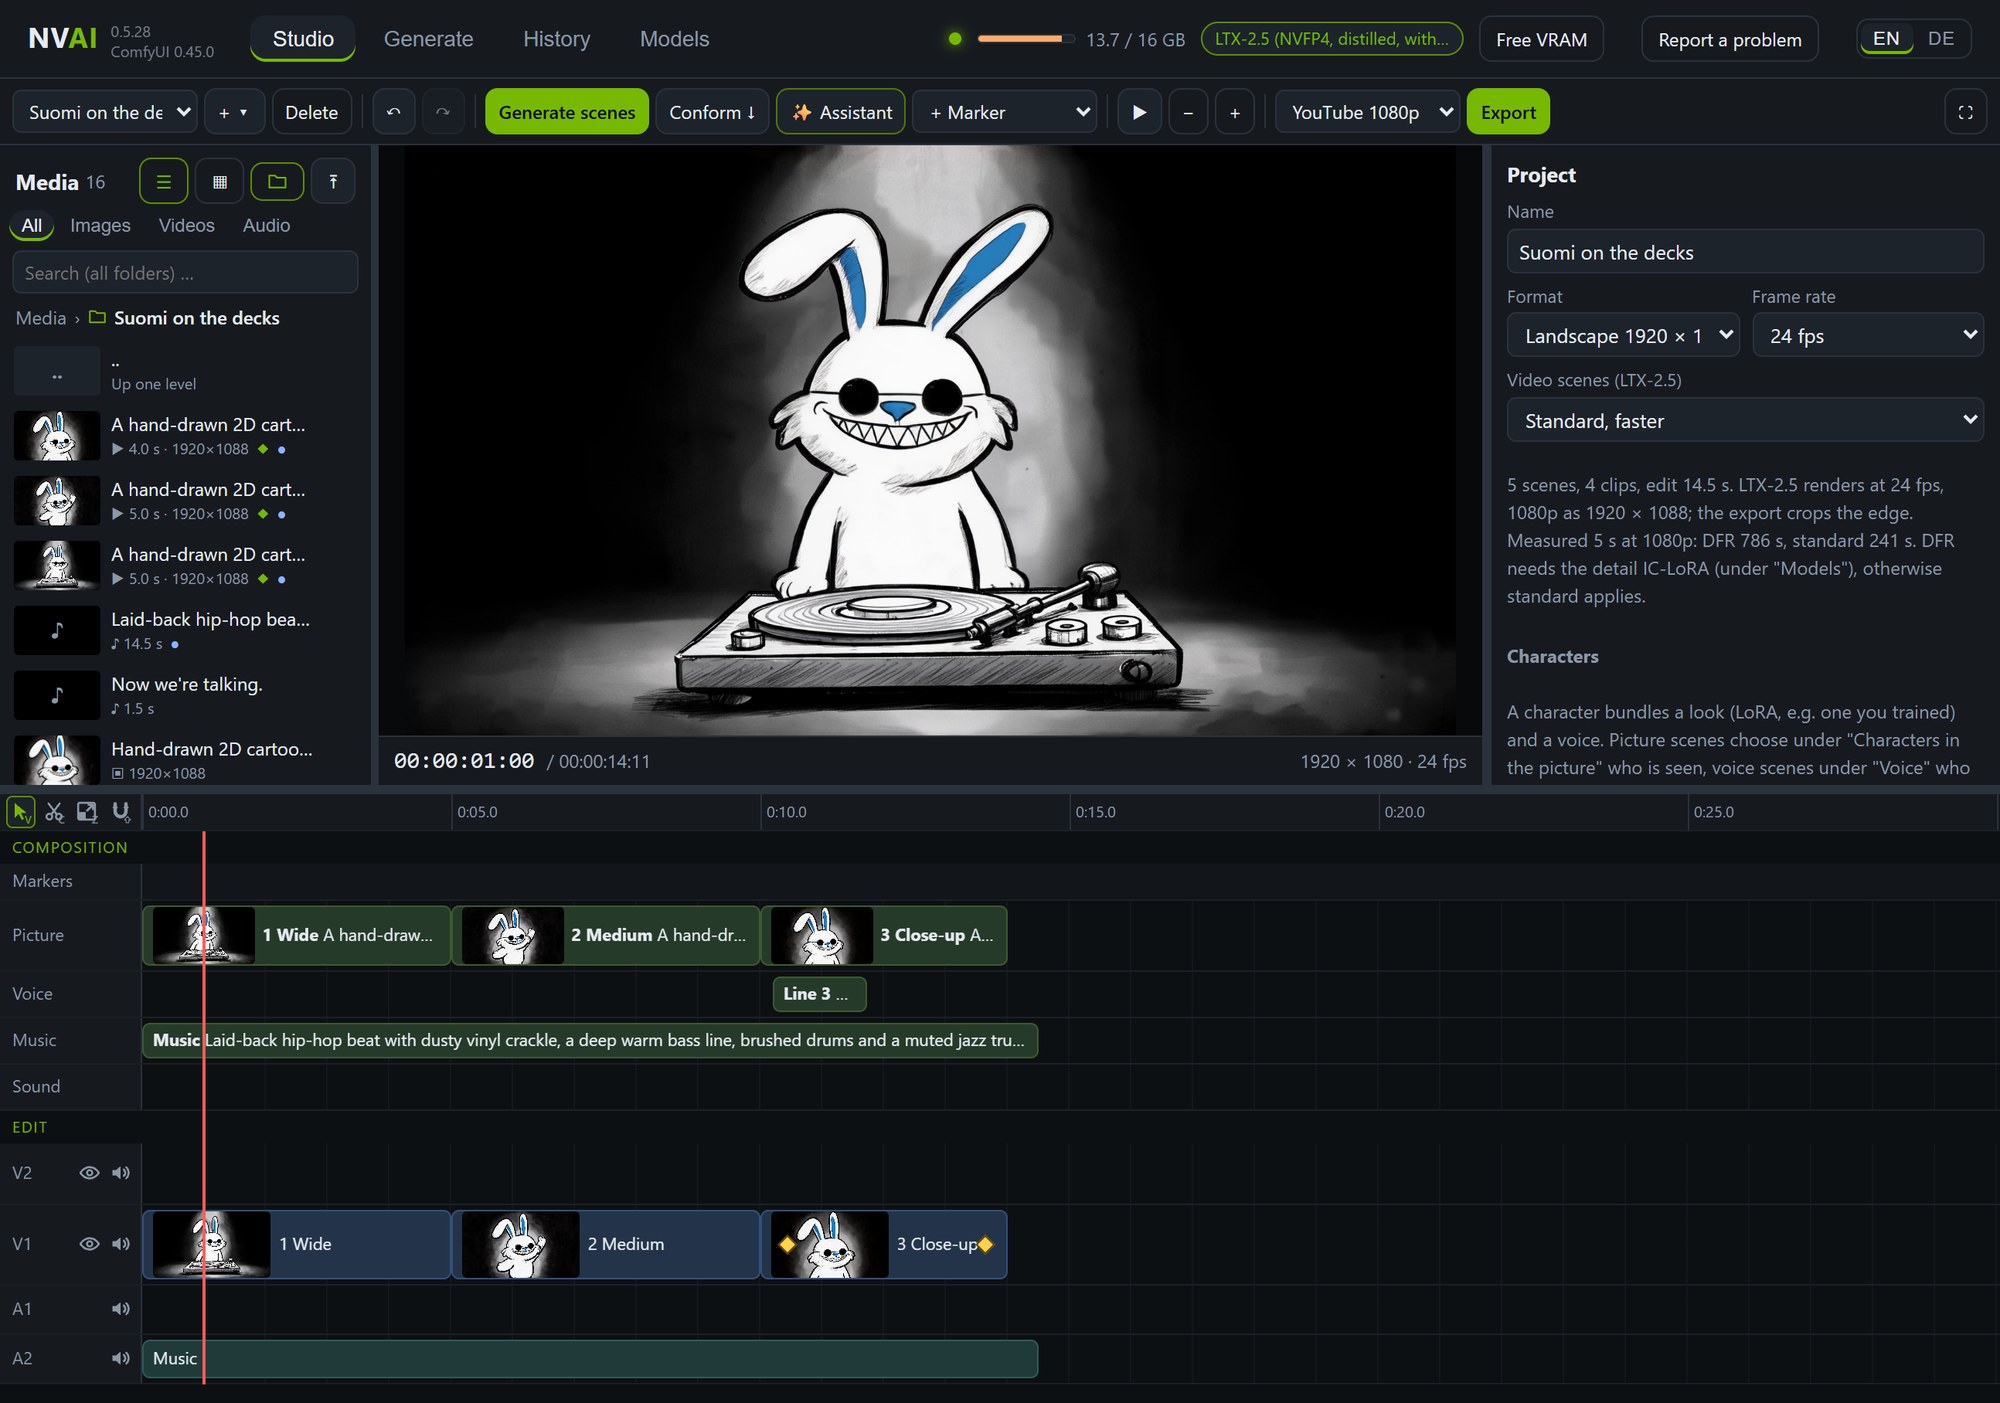 NVAI
0.5.28
ComfyUI 0.45.0
Studio
Generate
History
Models
13.7 / 16 GB
LTX-2.5 (NVFP4, distilled, with...
Free VRAM
Report a problem
EN
DE
Suomi on the de
+
Delete
Generate scenes
Conform ↓
Assistant
+ Marker
−
+
YouTube 1080p
Export
Media 16
All
Images
Videos
Audio
Search (all folders) ...
Media › Suomi on the decks
..
..
Up one level
A hand-drawn 2D cart...
4.0 s · 1920×1088
A hand-drawn 2D cart...
5.0 s · 1920×1088
A hand-drawn 2D cart...
5.0 s · 1920×1088
Laid-back hip-hop bea...
♪ 14.5 s
Now we're talking.
♪ 1.5 s
Hand-drawn 2D cartoo...
1920×1088
00:00:01:00 / 00:00:14:11
1920 × 1080 · 24 fps
Project
Name
Suomi on the decks
Format
Frame rate
Landscape 1920 × 1
24 fps
Video scenes (LTX-2.5)
Standard, faster
5 scenes, 4 clips, edit 14.5 s. LTX-2.5 renders at 24 fps,
1080p as 1920 × 1088; the export crops the edge.
Measured 5 s at 1080p: DFR 786 s, standard 241 s. DFR
needs the detail IC-LoRA (under "Models"), otherwise
standard applies.
Characters
A character bundles a look (LoRA, e.g. one you trained)
and a voice. Picture scenes choose under "Characters in
the picture" who is seen, voice scenes under "Voice" who
0:00.0
0:05.0
0:10.0
0:15.0
0:20.0
0:25.0
COMPOSITION
Markers
Picture
1 Wide A hand-draw...
2 Medium A hand-dr...
3 Close-up A...
Voice
Line 3 ...
Music
Music Laid-back hip-hop beat with dusty vinyl crackle, a deep warm bass line, brushed drums and a muted jazz tru...
Sound
EDIT
V2
V1
1 Wide
2 Medium
3 Close-up
A1
A2
Music